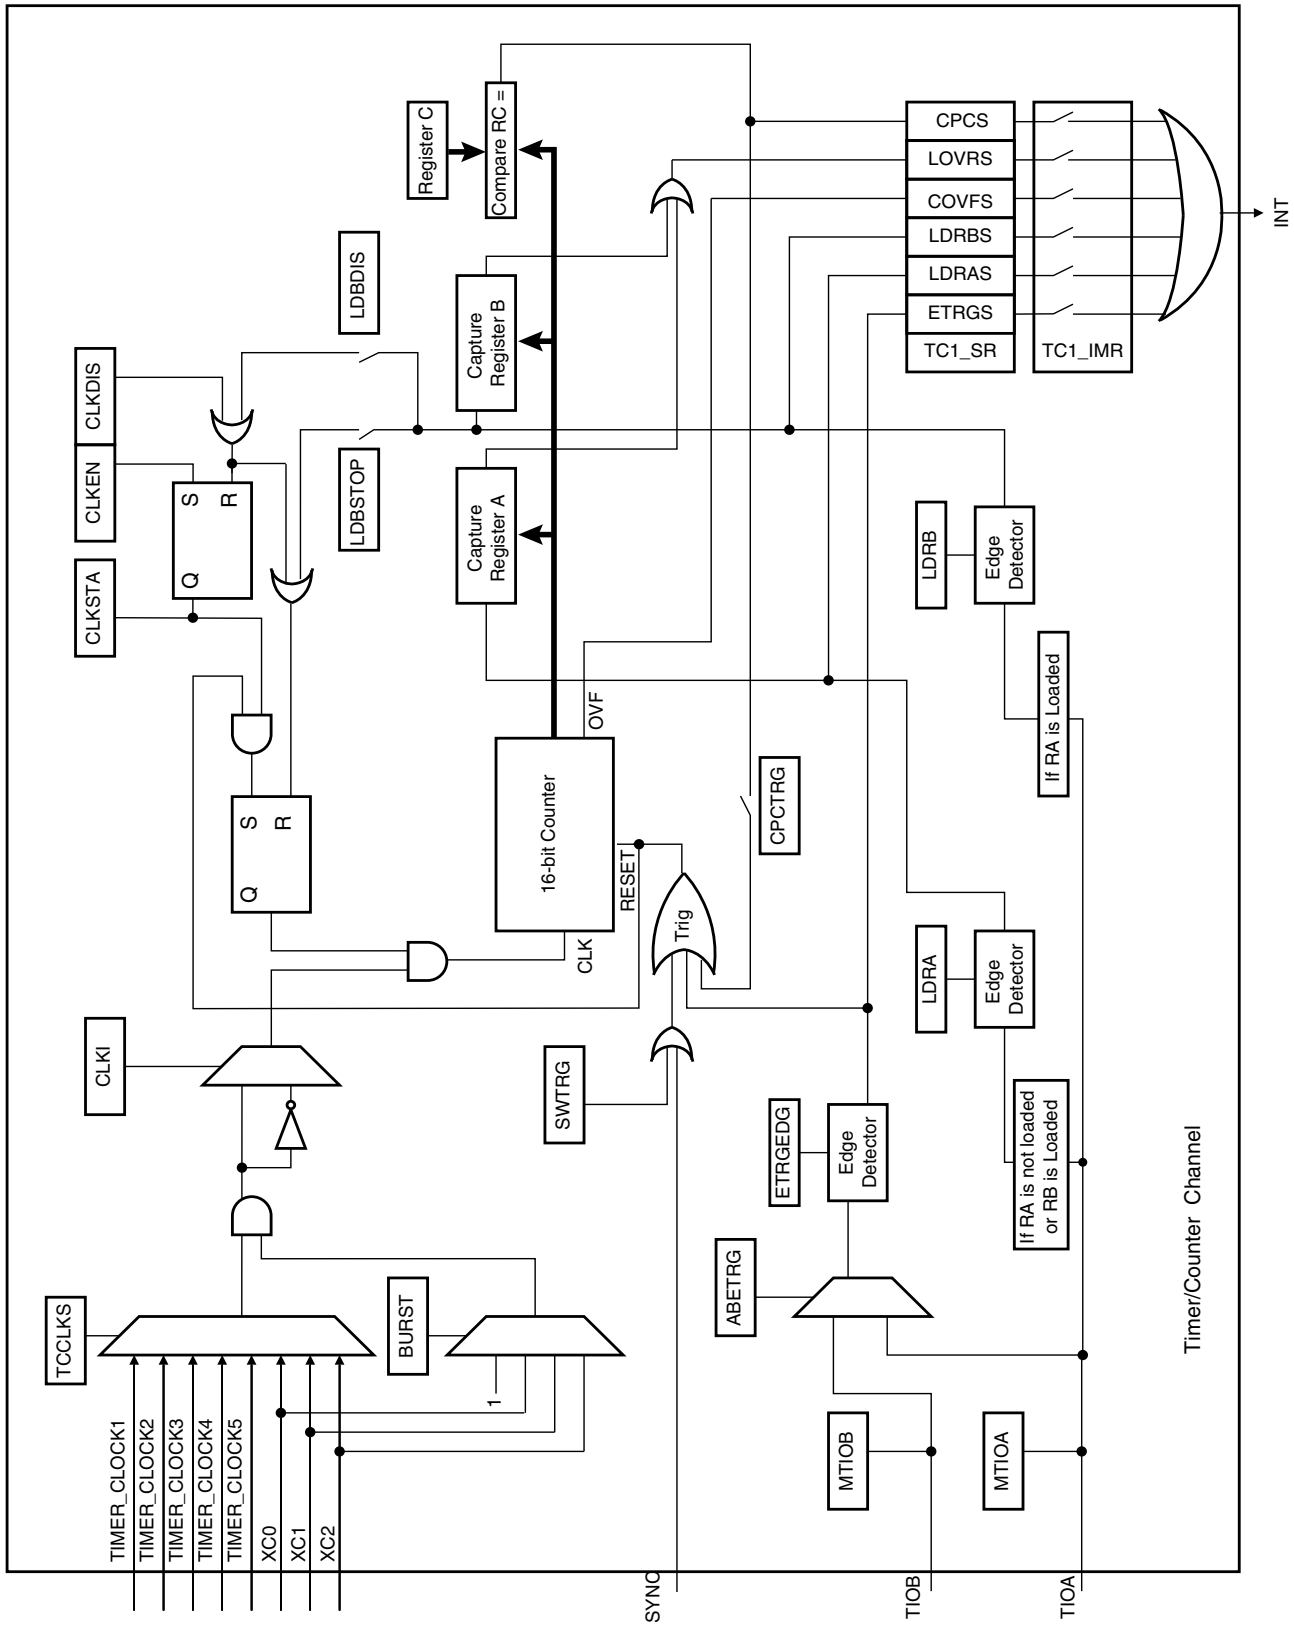 TCCLKS
TIMER_CLOCK1
TIMER_CLOCK2
TIMER_CLOCK3
TIMER_CLOCK4
TIMER_CLOCK5
XC0
XC1
XC2
CLKI
CLKSTA
CLKEN
CLKDIS
Q
S
R
Q
S
R
BURST
1
LDBSTOP
LDBDIS
Register C
Capture
Register A
Capture
Register B
Compare RC =
16-bit Counter
CLK
OVF
RESET
SWTRG
SYNC
Trig
CPCTRG
ABETRG
ETRGEDG
Edge
Detector
MTIOB
TIOB
LDRA
Edge
Detector
LDRB
Edge
Detector
MTIOA
TIOA
If RA is not loaded
or RB is Loaded
If RA is Loaded
CPCS
LOVRS
COVFS
LDRBS
LDRAS
ETRGS
TC1_SR
TC1_IMR
Timer/Counter Channel
INT